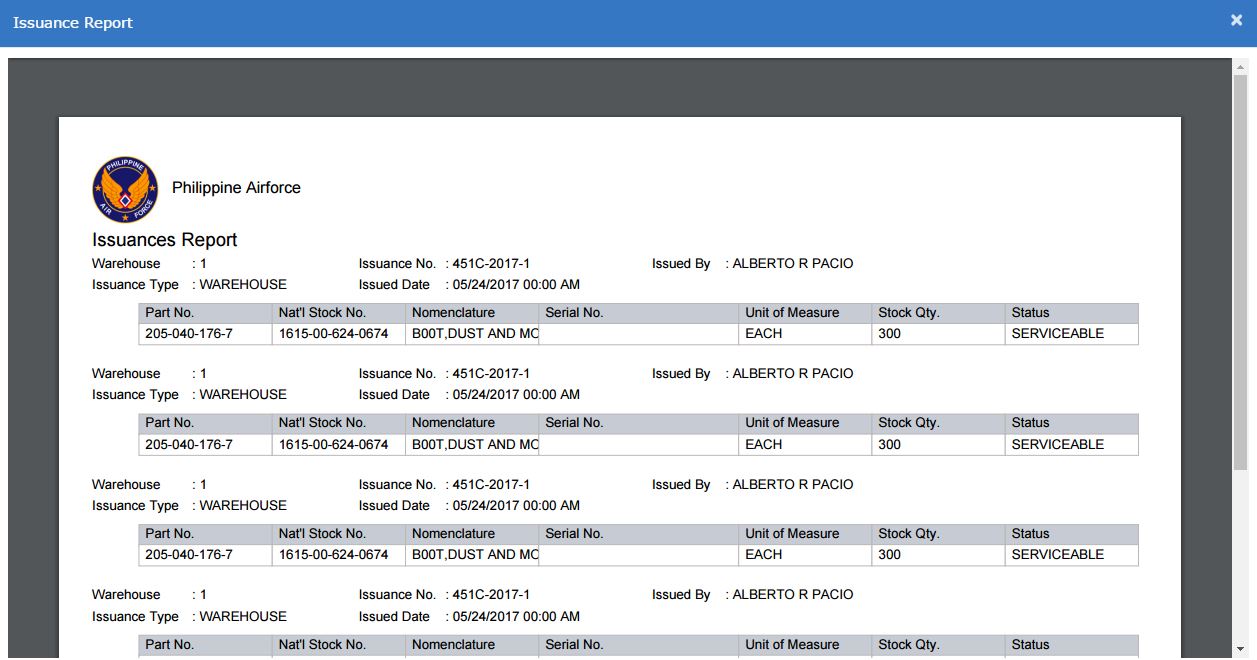 Issuance Report
PHILIPPINE
AIR FORCE
Philippine Airforce
Issuances Report
Warehouse : 1 Issuance No. : 451C-2017-1 Issued By : ALBERTO R PACIO
Issuance Type : WAREHOUSE Issued Date : 05/24/2017 00:00 AM
Part No. Nat'l Stock No. Nomenclature Serial No. Unit of Measure Stock Qty. Status
205-040-176-7 1615-00-624-0674 B00T,DUST AND MO EACH 300 SERVICEABLE
Warehouse : 1 Issuance No. : 451C-2017-1 Issued By : ALBERTO R PACIO
Issuance Type : WAREHOUSE Issued Date : 05/24/2017 00:00 AM
Part No. Nat'l Stock No. Nomenclature Serial No. Unit of Measure Stock Qty. Status
205-040-176-7 1615-00-624-0674 B00T,DUST AND MO EACH 300 SERVICEABLE
Warehouse : 1 Issuance No. : 451C-2017-1 Issued By : ALBERTO R PACIO
Issuance Type : WAREHOUSE Issued Date : 05/24/2017 00:00 AM
Part No. Nat'l Stock No. Nomenclature Serial No. Unit of Measure Stock Qty. Status
205-040-176-7 1615-00-624-0674 B00T,DUST AND MO EACH 300 SERVICEABLE
Warehouse : 1 Issuance No. : 451C-2017-1 Issued By : ALBERTO R PACIO
Issuance Type : WAREHOUSE Issued Date : 05/24/2017 00:00 AM
Part No. Nat'l Stock No. Nomenclature Serial No. Unit of Measure Stock Qty. Status